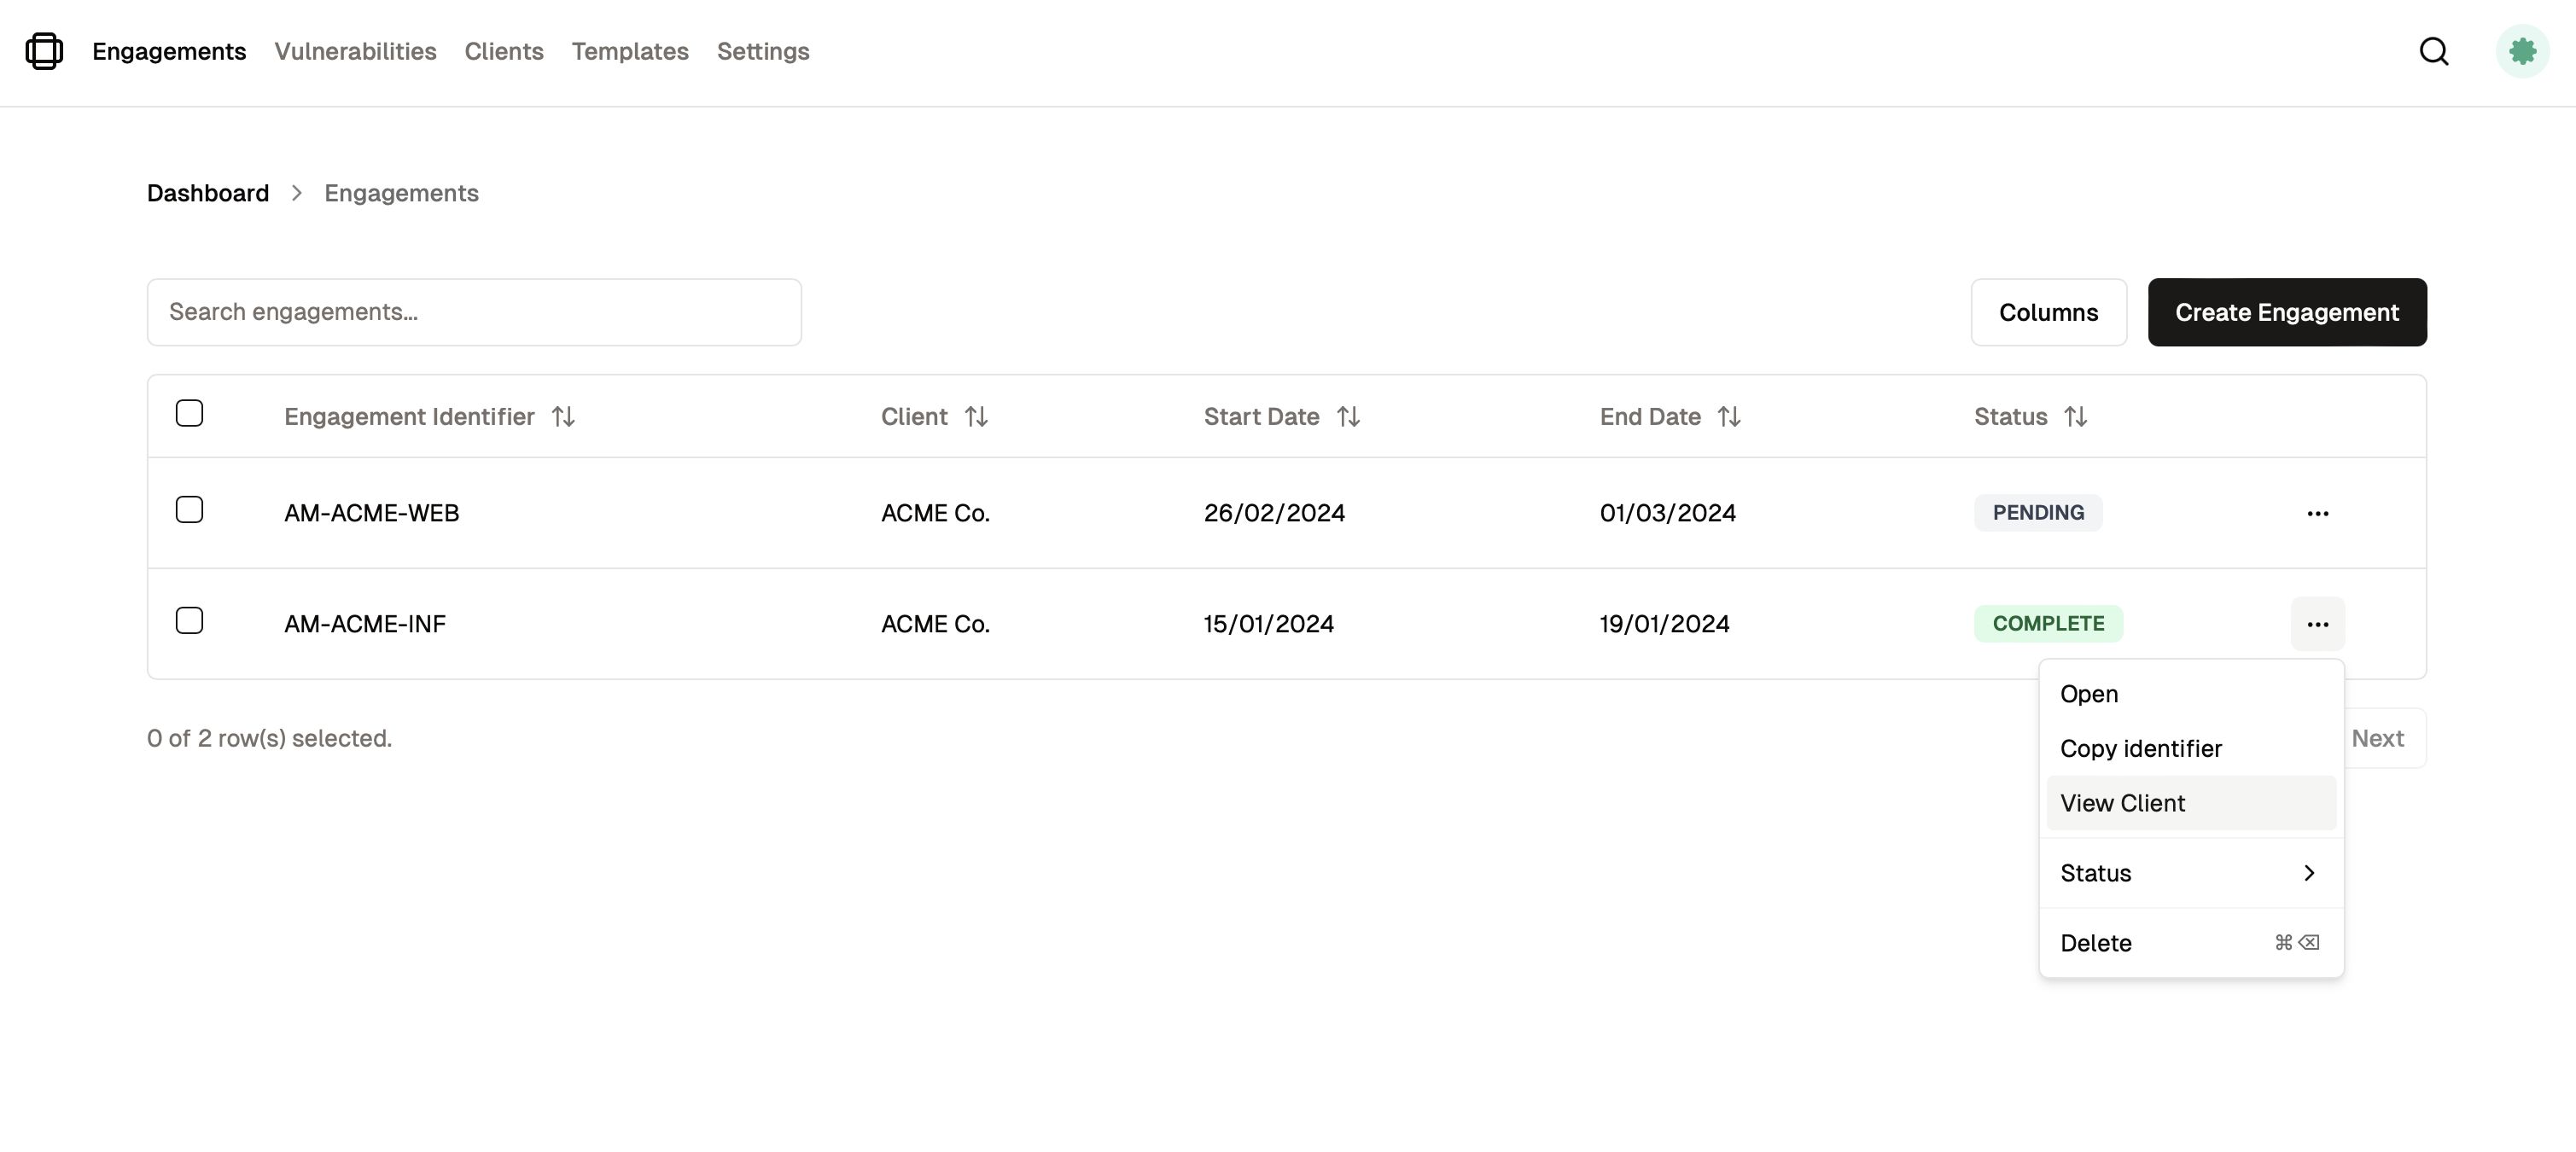 Engagements Vulnerabilities Clients Templates Settings
Dashboard Engagements
Search engagements...
Columns
Create Engagement
Engagement Identifier Client Start Date End Date Status
AM-ACME-WEB ACME Co. 26/02/2024 01/03/2024 PENDING
AM-ACME-INF ACME Co. 15/01/2024 19/01/2024 COMPLETE
0 of 2 row(s) selected.
Next
Open
Copy identifier
View Client
Status
Delete ⌘⌫